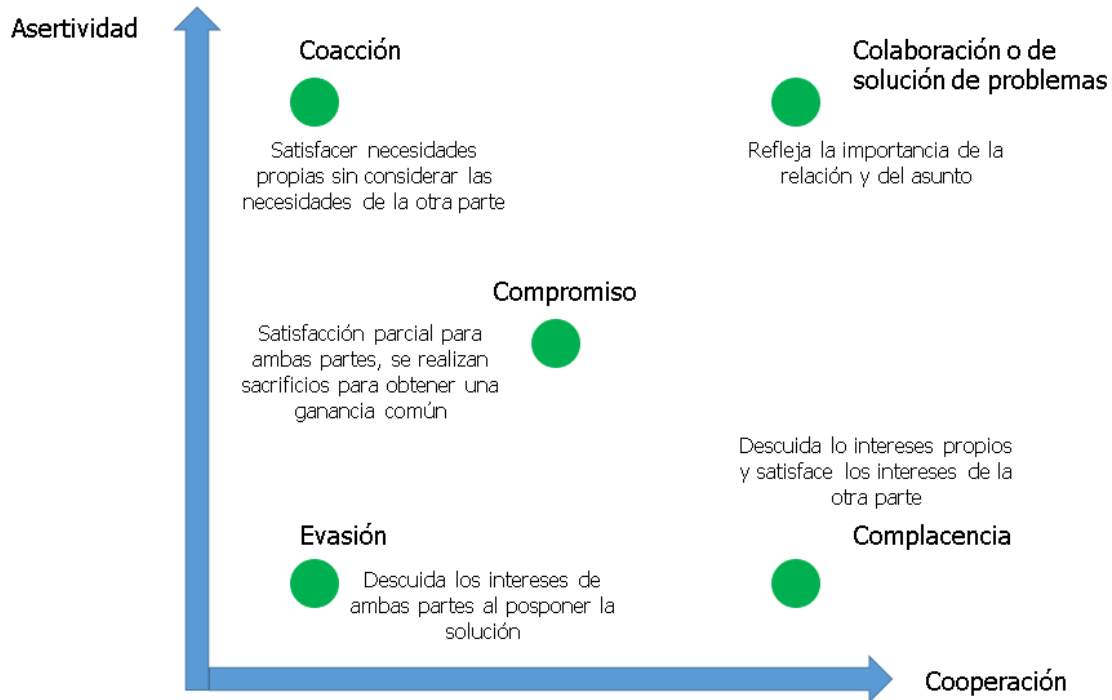 Asertividad
Coacción
Satisfacer necesidades
propias sin considerar las
necesidades de la otra parte
Colaboración o de
solución de problemas
Refleja la importancia de la
relación y del asunto
Compromiso
Satisfacción parcial para
ambas partes, se realizan
sacrificios para obtener una
ganancia común
Descuida lo intereses propios
y satisface los intereses de la
otra parte
Evasión
Descuida los intereses de
ambas partes al posponer la
solución
Complacencia
Cooperación